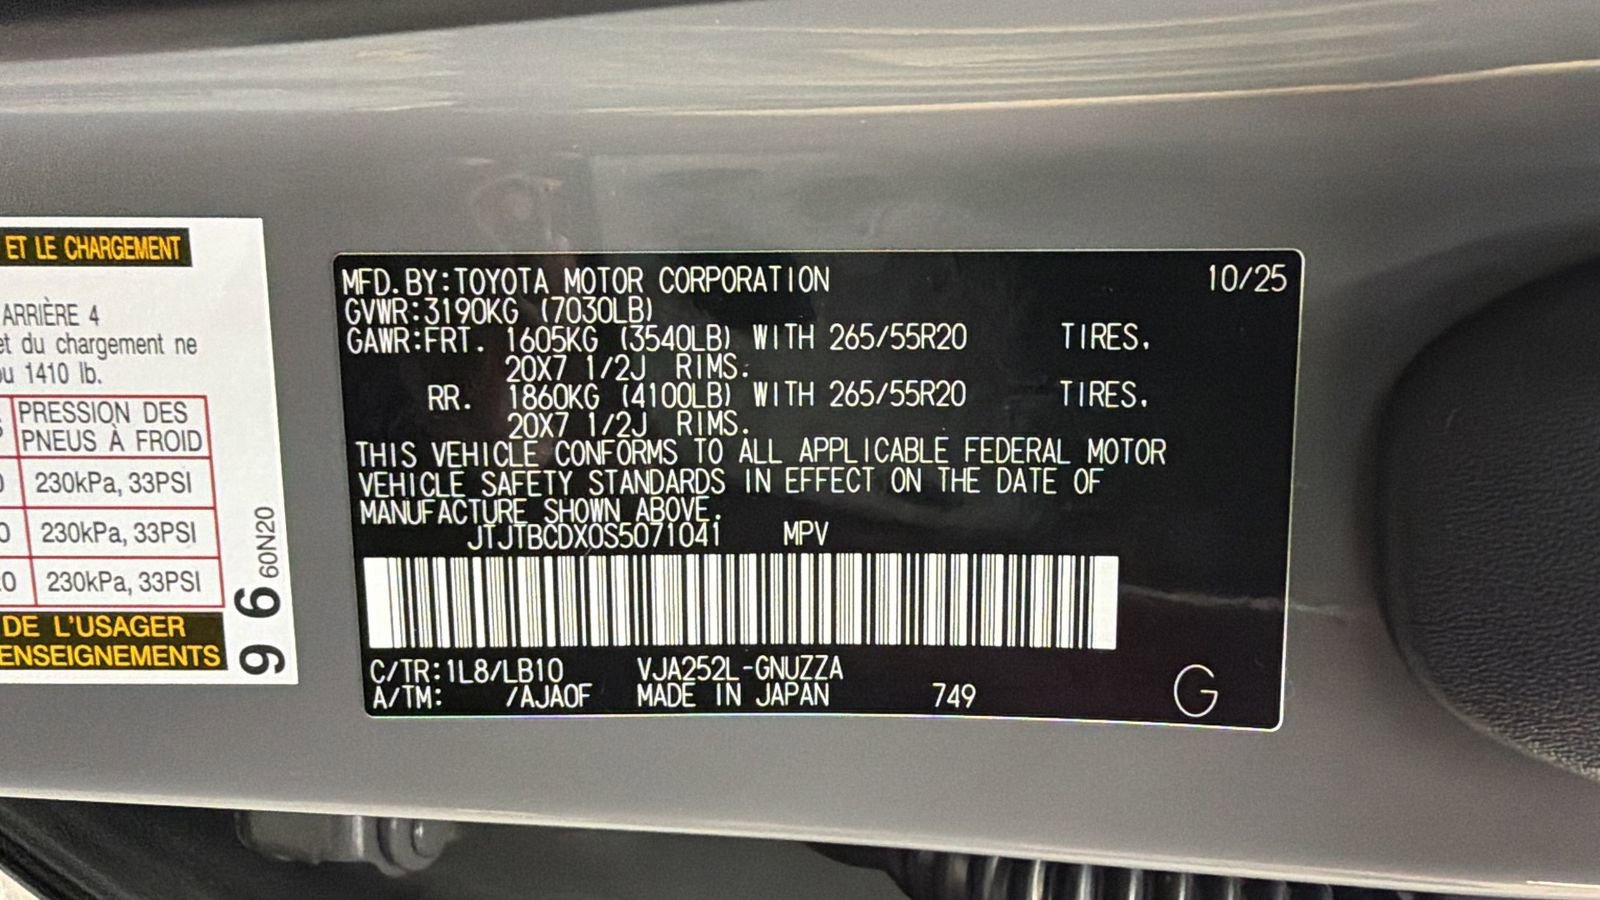 ET LE CHARGEMENT
ARRIÈRE 4
et du chargement ne
ou 1410 lb.
PRESSION DES
PNEUS À FROID
230kPa, 33PSI
230kPa, 33PSI
230kPa, 33PSI
DE L'USAGER
ENSEIGNEMENTS
60N20
96
MFD.BY:TOYOTA MOTOR CORPORATION 10/25
GVWR:3190KG (7030LB)
GAWR:FRT. 1605KG (3540LB) WITH 265/55R20 TIRES.
20X7 1/2J RIMS.
RR. 1860KG (4100LB) WITH 265/55R20 TIRES.
20X7 1/2J RIMS.
THIS VEHICLE CONFORMS TO ALL APPLICABLE FEDERAL MOTOR
VEHICLE SAFETY STANDARDS IN EFFECT ON THE DATE OF
MANUFACTURE SHOWN ABOVE.
JTJTBCDX0S5071041 MPV
C/TR:1L8/LB10 VJA252L-GNUZZA
A/TM: /AJA0F MADE IN JAPAN 749 G